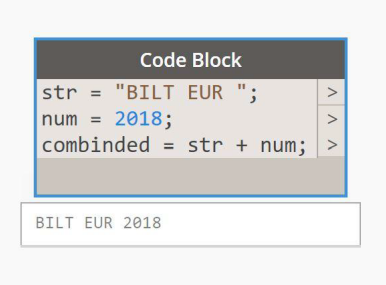 Code Block
str = "BILT EUR "; >
num = 2018; >
combinded = str + num; >
BILT EUR 2018